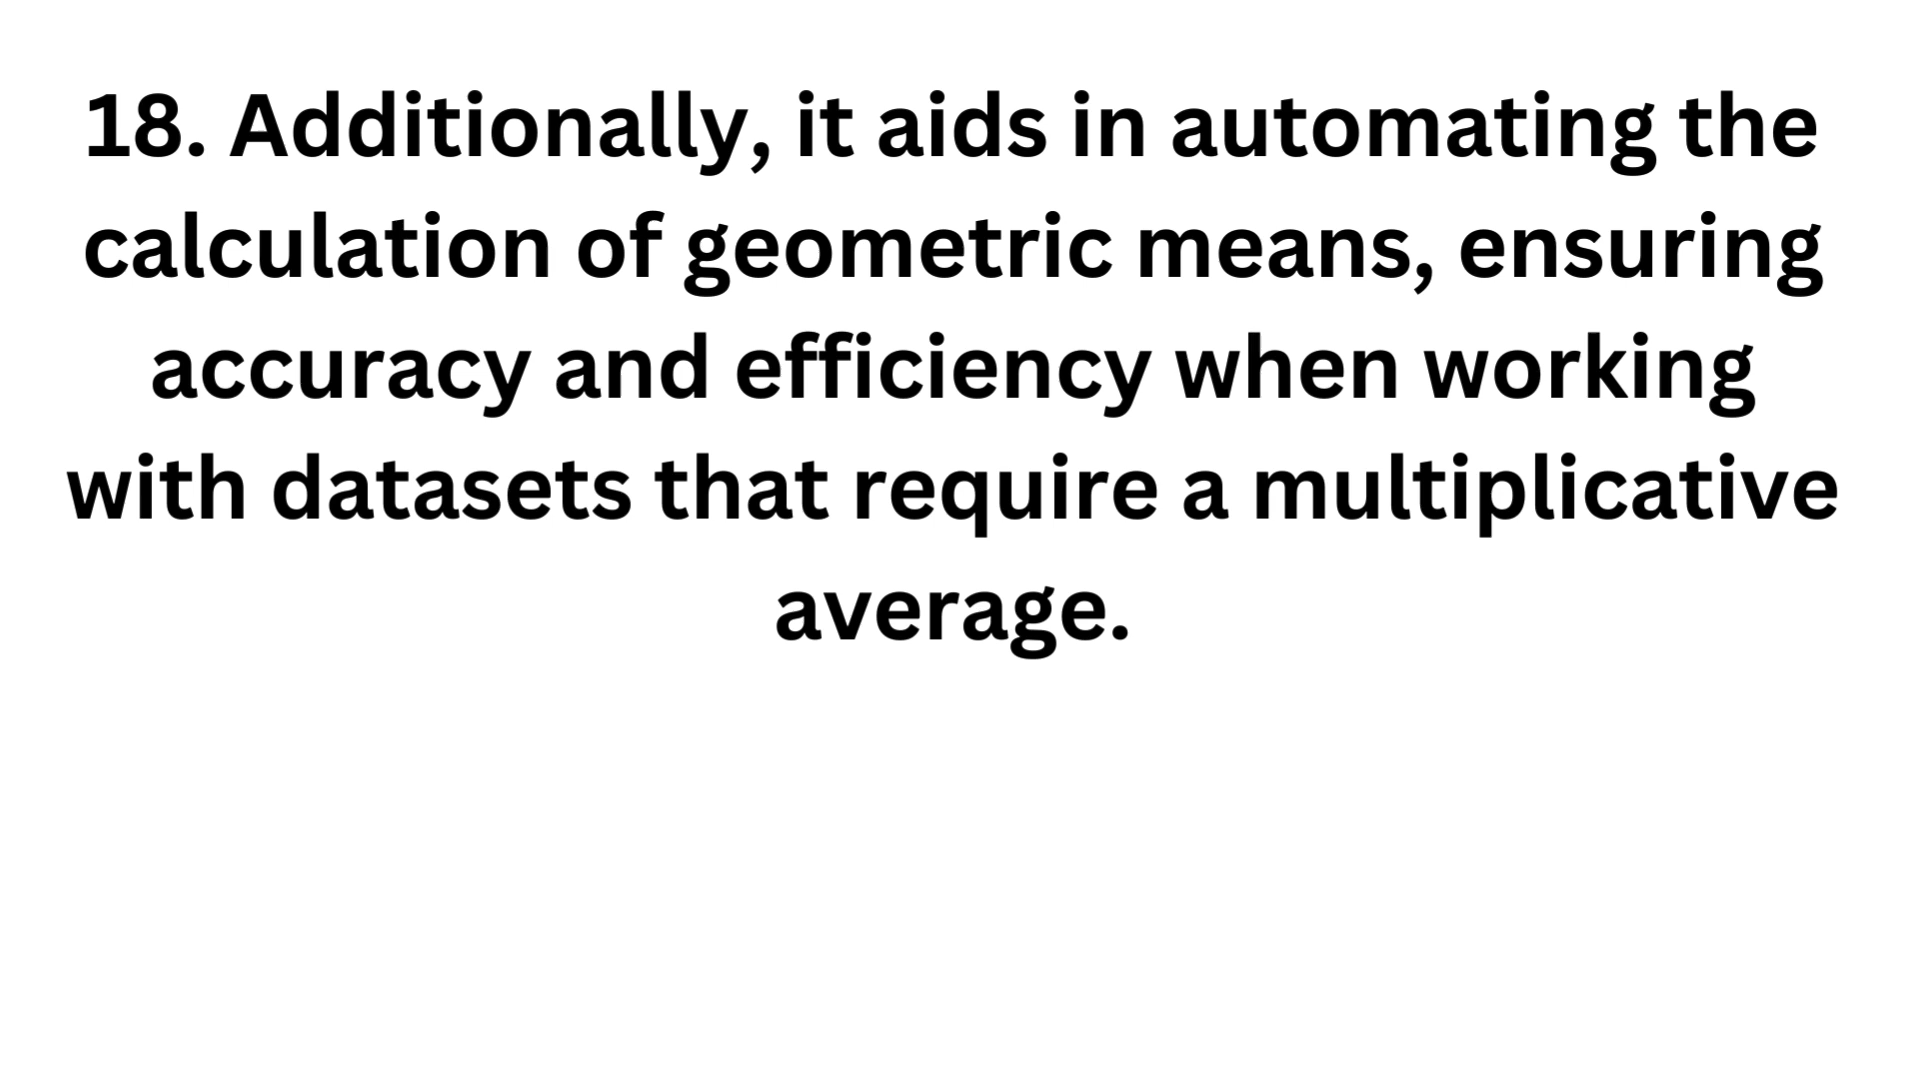 18. Additionally, it aids in automating the
calculation of geometric means, ensuring
accuracy and efficiency when working
with datasets that require a multiplicative
average.